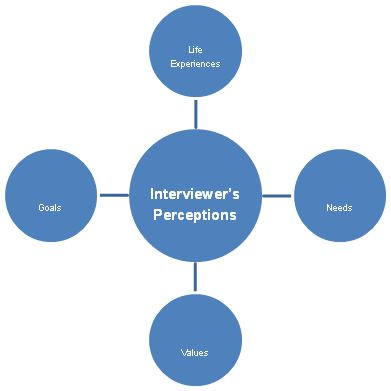 Life
Experiences
Interviewer's
Perceptions
Goals
Needs
Values